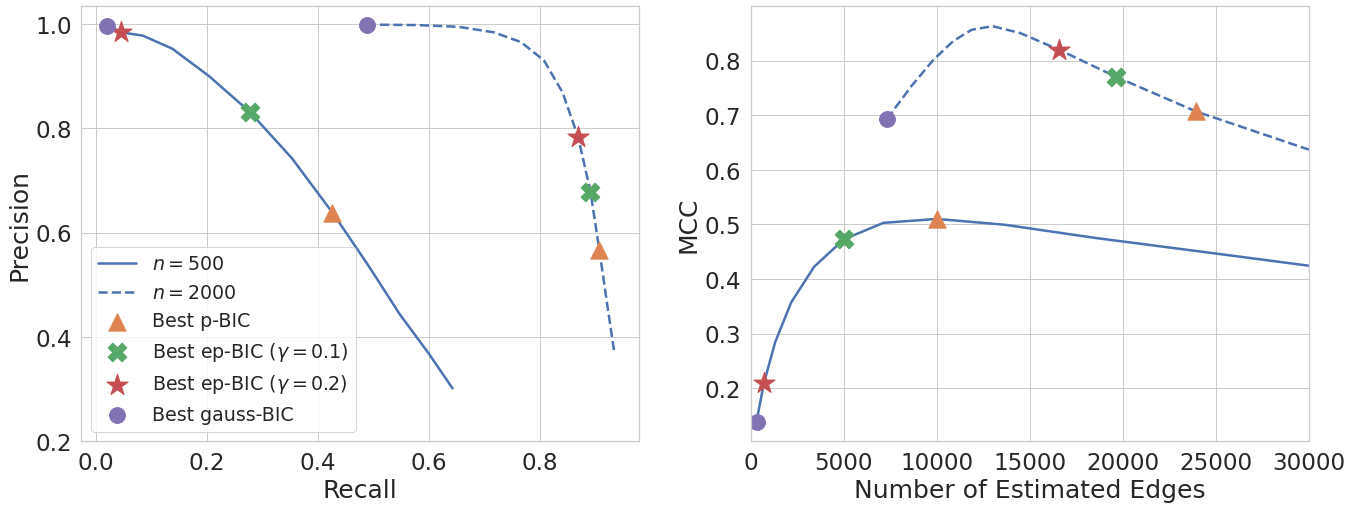 1.0
0.8
0.6
0.4
0.2
Precision
n = 500
n = 2000
Best p-BIC
Best ep-BIC (γ = 0.1)
Best ep-BIC (γ = 0.2)
Best gauss-BIC
0.0 0.2 0.4 0.6 0.8
Recall
0.8
0.7
0.6
0.5
0.4
0.3
0.2
MCC
0 5000 10000 15000 20000 25000 30000
Number of Estimated Edges